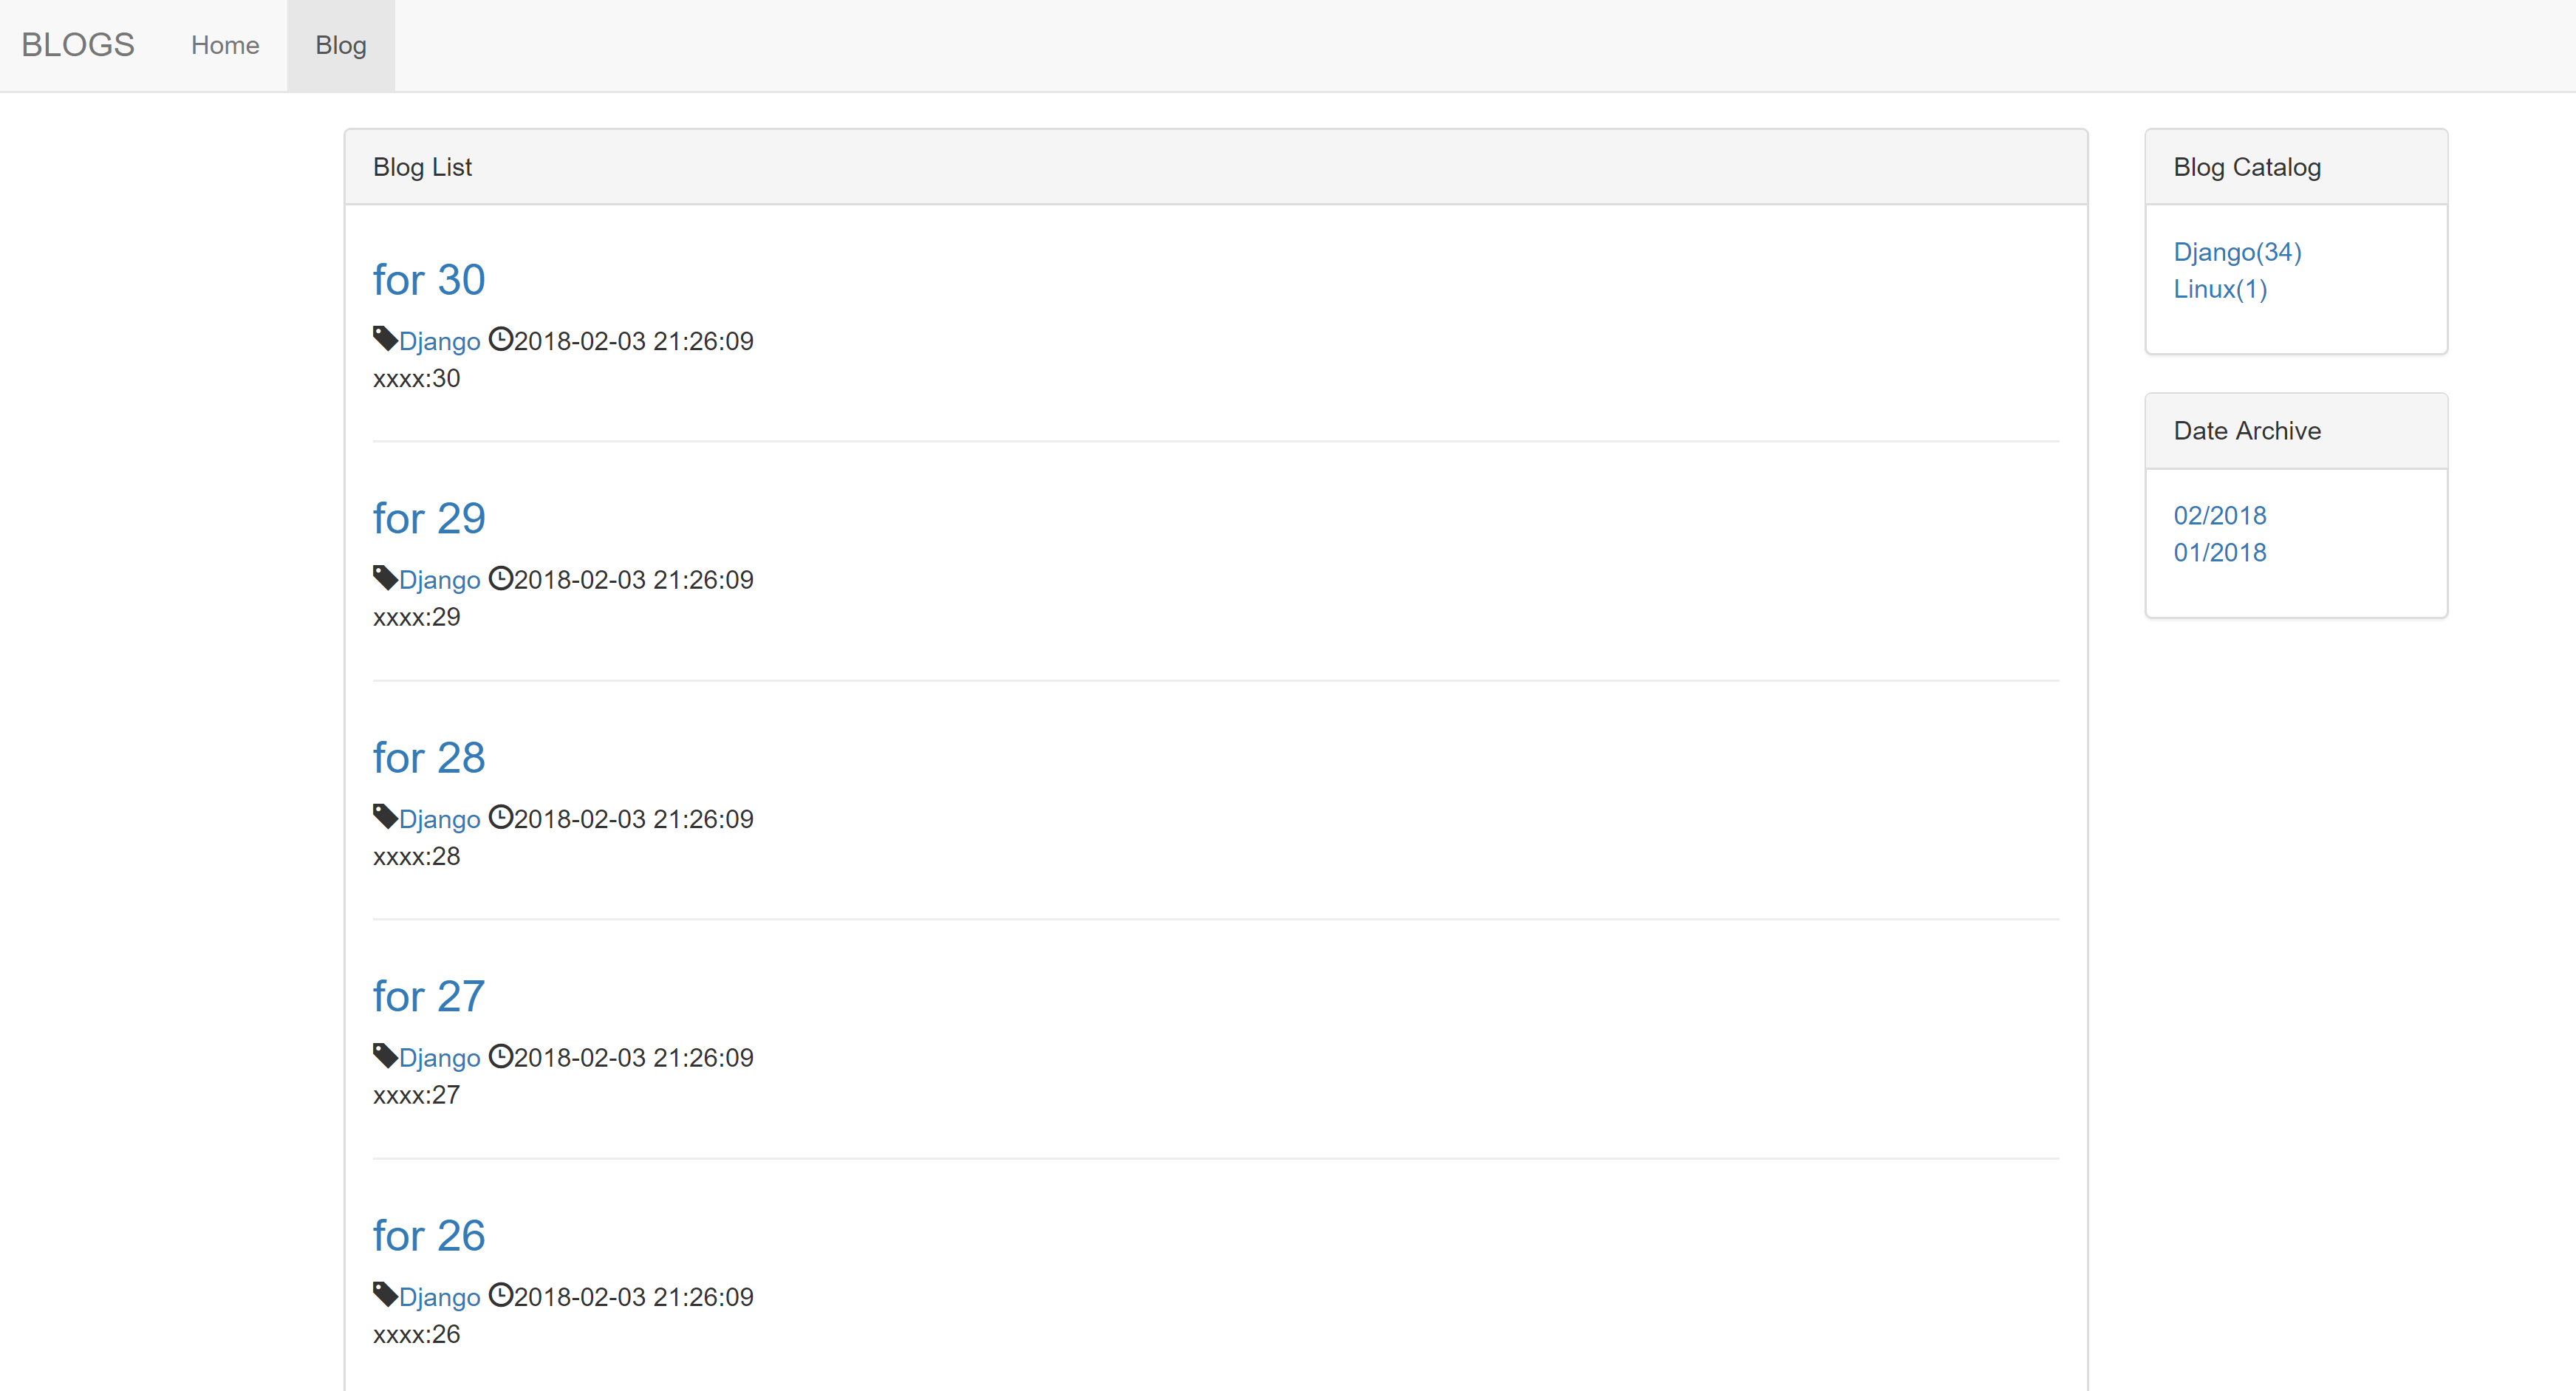 BLOGS Home Blog
Blog List
for 30
Django 2018-02-03 21:26:09
xxxx:30
for 29
Django 2018-02-03 21:26:09
xxxx:29
for 28
Django 2018-02-03 21:26:09
xxxx:28
for 27
Django 2018-02-03 21:26:09
xxxx:27
for 26
Django 2018-02-03 21:26:09
xxxx:26
Blog Catalog
Django(34)
Linux(1)
Date Archive
02/2018
01/2018